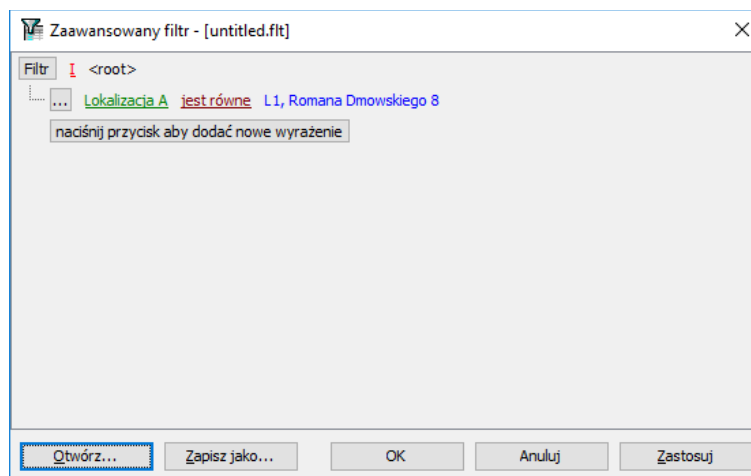 Zaawansowany filtr - [untitled.flt]
Filtr I <root>
... Lokalizacja A jest równe L1, Romana Dmowskiego 8
naciśnij przycisk aby dodać nowe wyrażenie
Otwórz... Zapisz jako... OK Anuluj Zastosuj